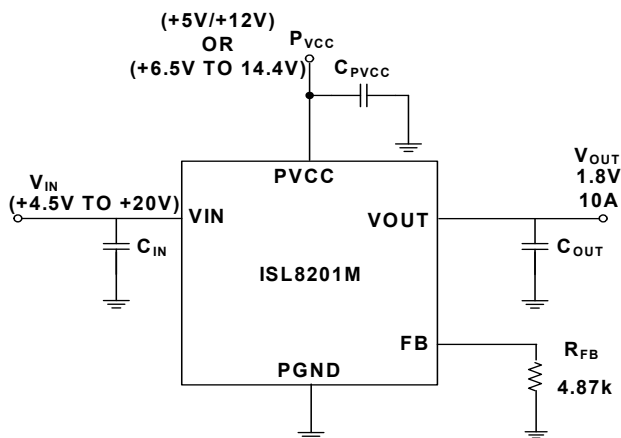 (+5V/+12V)
OR
(+6.5V TO 14.4V)
PVCC
CPVCC
VIN
(+4.5V TO +20V)
CIN
PVCC
VIN
VOUT
ISL8201M
FB
PGND
VOUT
1.8V
10A
COUT
RFB
4.87k